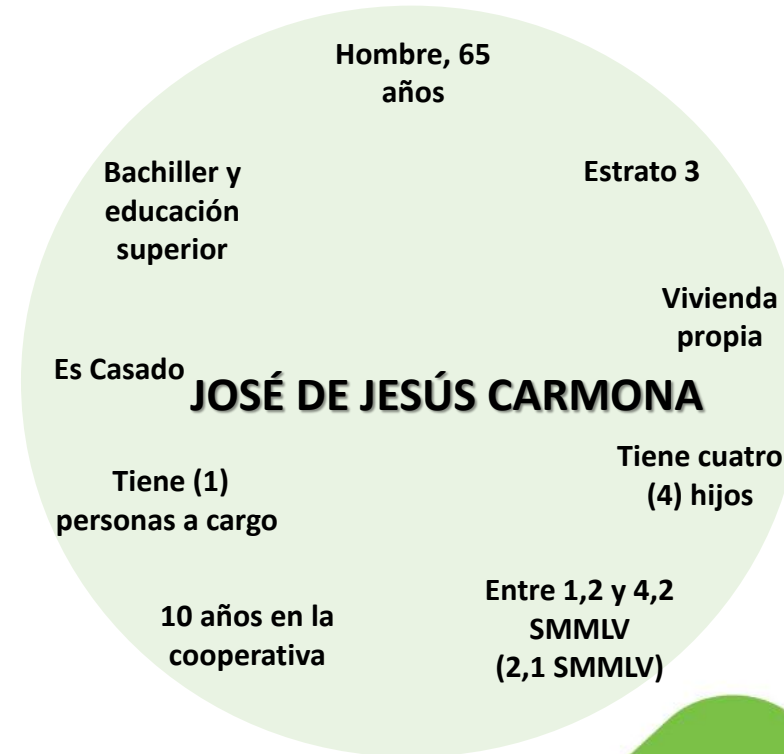 Hombre, 65
años
Bachiller y
educación
superior
Estrato 3
Vivienda
propia
Es Casado
JOSÉ DE JESÚS CARMONA
Tiene cuatro
(4) hijos
Tiene (1)
personas a cargo
Entre 1,2 y 4,2
SMMLV
(2,1 SMMLV)
10 años en la
cooperativa